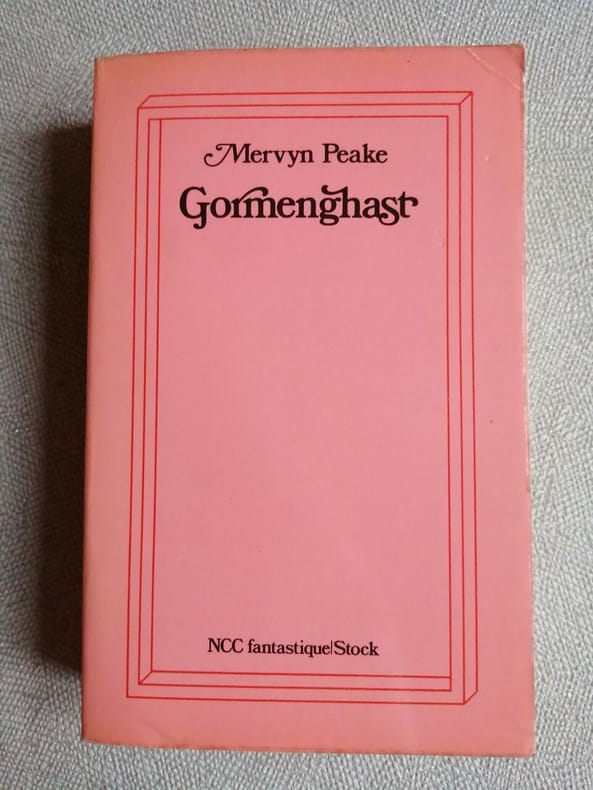 Mervyn Peake
Gormenghast
NCC fantastique|Stock